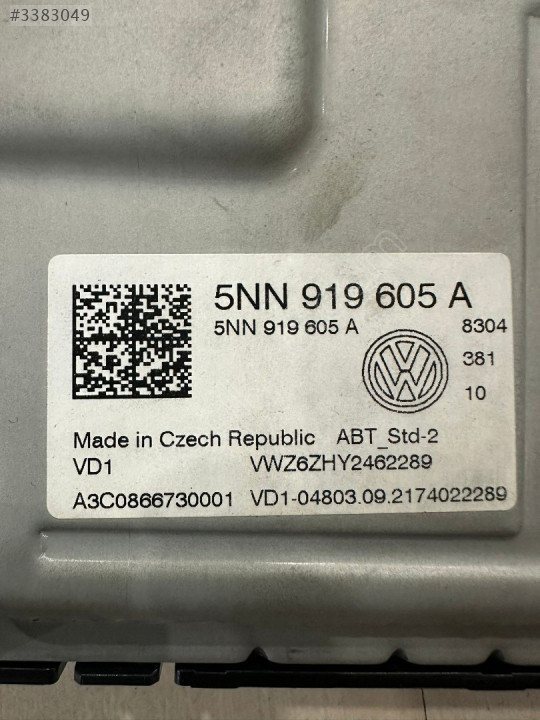 #3383049
5NN 919 605 A
5NN 919 605 A
8304
381
10
Made in Czech Republic ABT_Std-2
VD1 VWZ6ZHY2462289
A3C0866730001 VD1-04803.09.2174022289